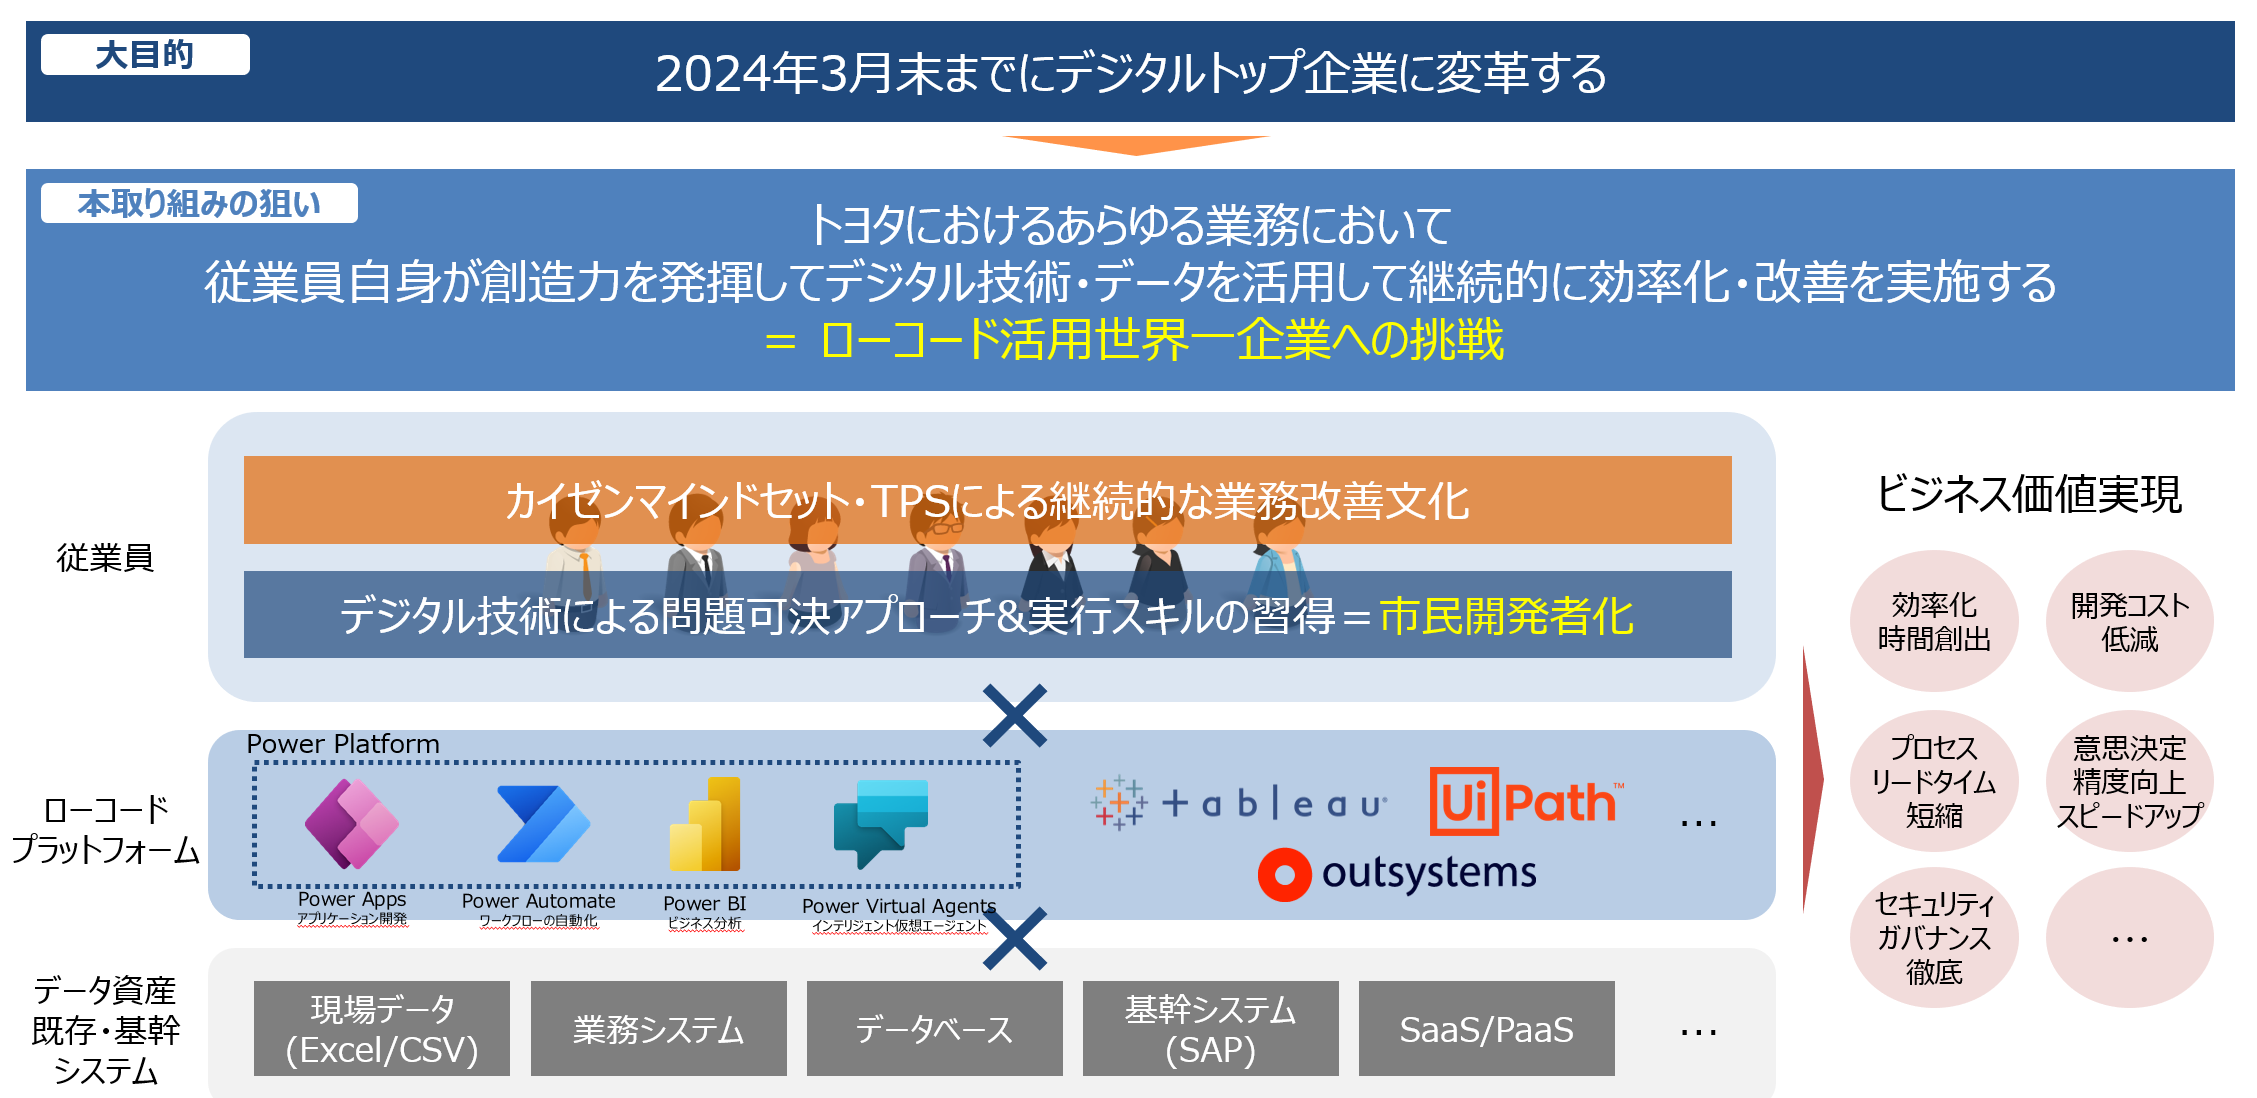 大目的
2024年3月末までにデジタルトップ企業に変革する
本取り組みの狙い
トヨタにおけるあらゆる業務において
従業員自身が創造力を発揮してデジタル技術・データを活用して継続的に効率化・改善を実施する
= ローコード活用世界一企業への挑戦
従業員
カイゼンマインドセット・TPSによる継続的な業務改善文化
デジタル技術による問題可決アプローチ&実行スキルの習得＝市民開発者化
ローコード
プラットフォーム
Power Platform
Power Apps
アプリケーション開発
Power Automate
ワークフローの自動化
Power BI
ビジネス分析
Power Virtual Agents
インテリジェント仮想エージェント
+ableau®
UiPath™
outsystems
…
データ資産
既存・基幹
システム
現場データ
(Excel/CSV)
業務システム
データベース
基幹システム
(SAP)
SaaS/PaaS
…
ビジネス価値実現
効率化
時間創出
開発コスト
低減
プロセス
リードタイム
短縮
意思決定
精度向上
スピードアップ
セキュリティ
ガバナンス
徹底
…